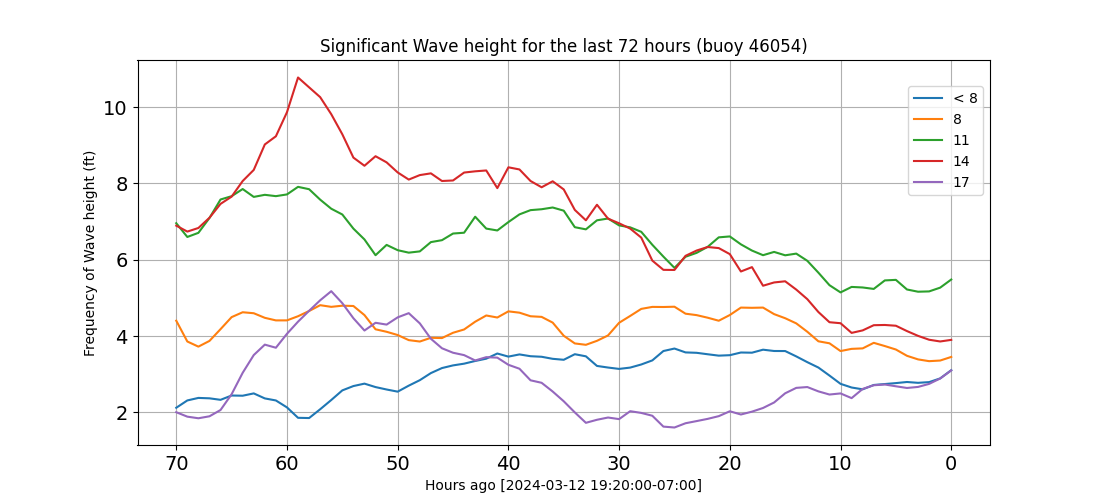 Significant Wave height for the last 72 hours (buoy 46054)
Frequency of Wave height (ft)
10
8
6
4
2
< 8
8
11
14
17
70 60 50 40 30 20 10 0
Hours ago [2024-03-12 19:20:00-07:00]